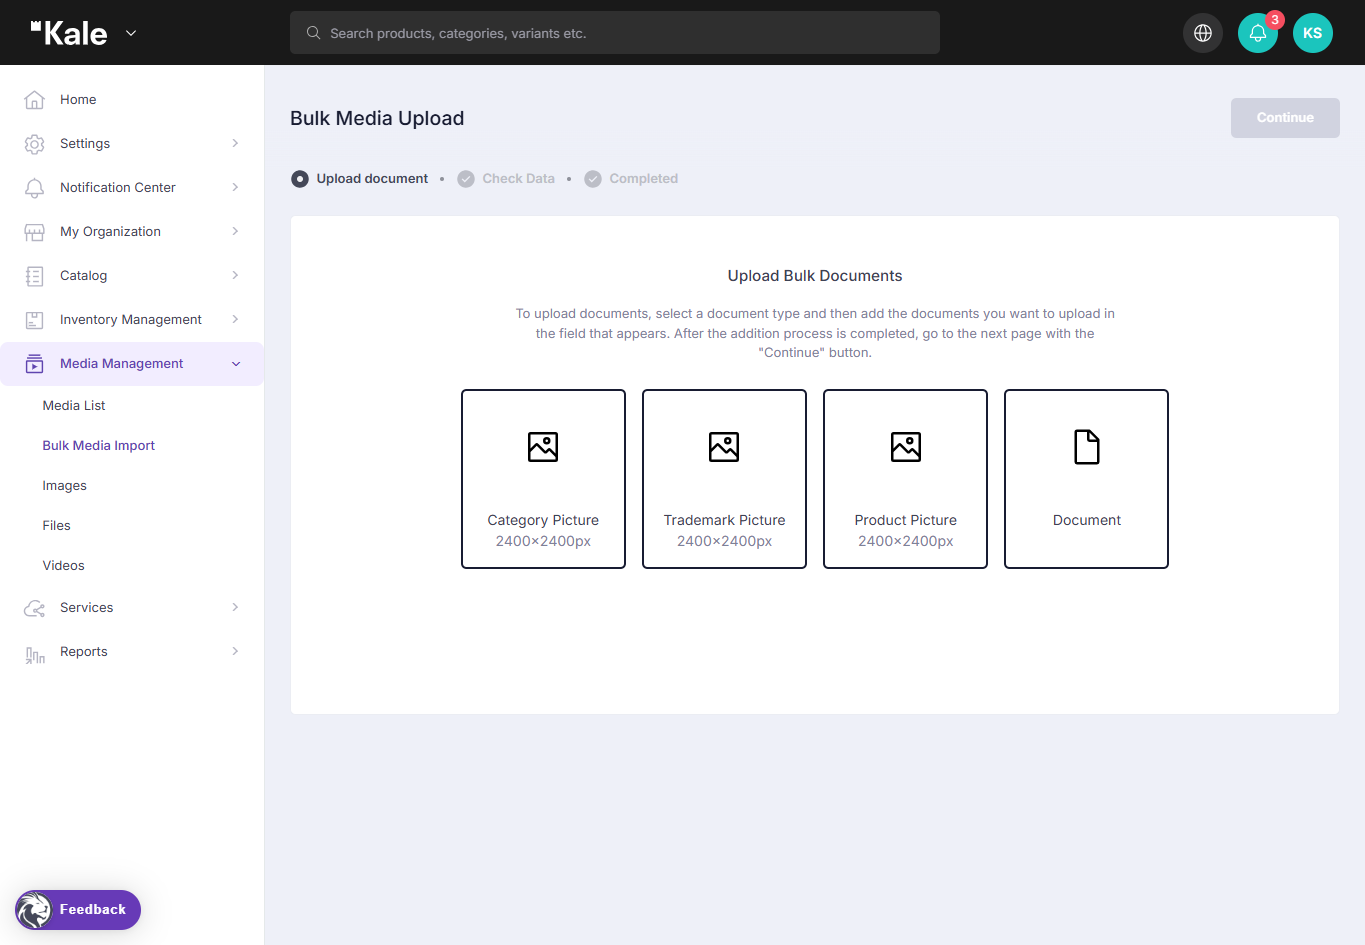 Kale
Search products, categories, variants etc.
3
KS
Home
Settings
Notification Center
My Organization
Catalog
Inventory Management
Media Management
Media List
Bulk Media Import
Images
Files
Videos
Services
Reports
Feedback
Bulk Media Upload
Continue
Upload document • Check Data • Completed
Upload Bulk Documents
To upload documents, select a document type and then add the documents you want to upload in
the field that appears. After the addition process is completed, go to the next page with the
"Continue" button.
Category Picture
2400×2400px
Trademark Picture
2400×2400px
Product Picture
2400×2400px
Document